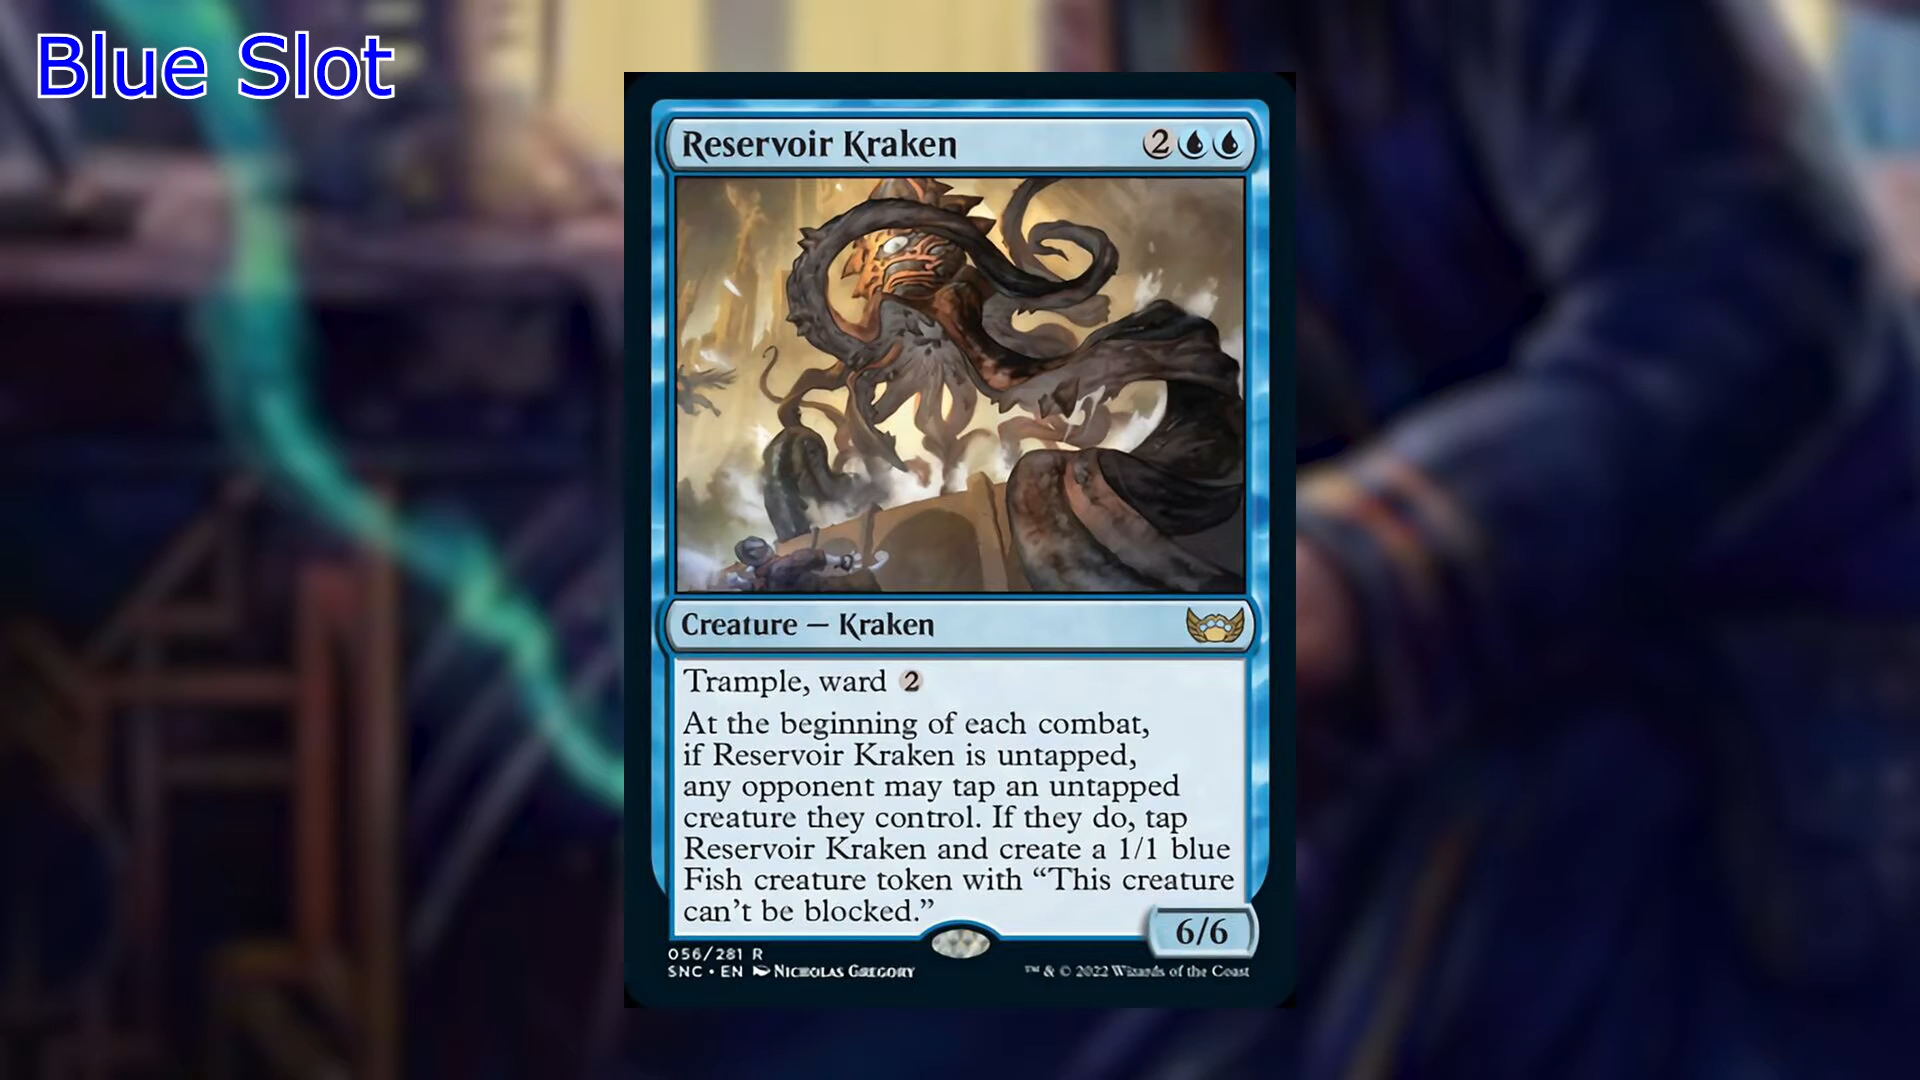 Blue Slot
Reservoir Kraken 2
Creature — Kraken
Trample, ward 2
At the beginning of each combat,
if Reservoir Kraken is untapped,
any opponent may tap an untapped
creature they control. If they do, tap
Reservoir Kraken and create a 1/1 blue
Fish creature token with “This creature
can’t be blocked.”
6/6
056/281 R
SNC • EN Nicholas Gregory
™ & © 2022 Wizards of the Coast